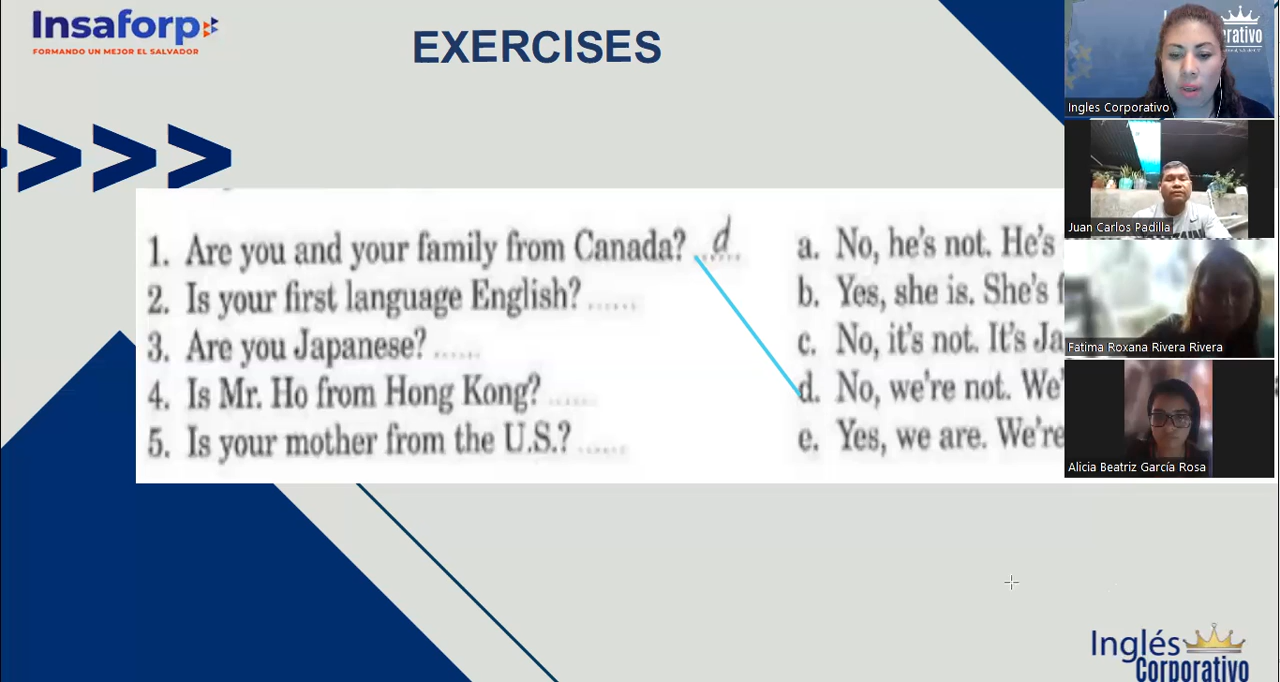 Insaforp
FORMANDO UN MEJOR EL SALVADOR
EXERCISES
1. Are you and your family from Canada? d
2. Is your first language English? ......
3. Are you Japanese? ......
4. Is Mr. Ho from Hong Kong? ......
5. Is your mother from the U.S.? ......
a. No, he's not. He's
b. Yes, she is. She's f
c. No, it's not. It's Ja
d. No, we're not. We'
e. Yes, we are. We're
rativo
Ingles Corporativo
Juan Carlos Padilla
Fatima Roxana Rivera Rivera
Alicia Beatriz García Rosa
Inglés
Corporativo